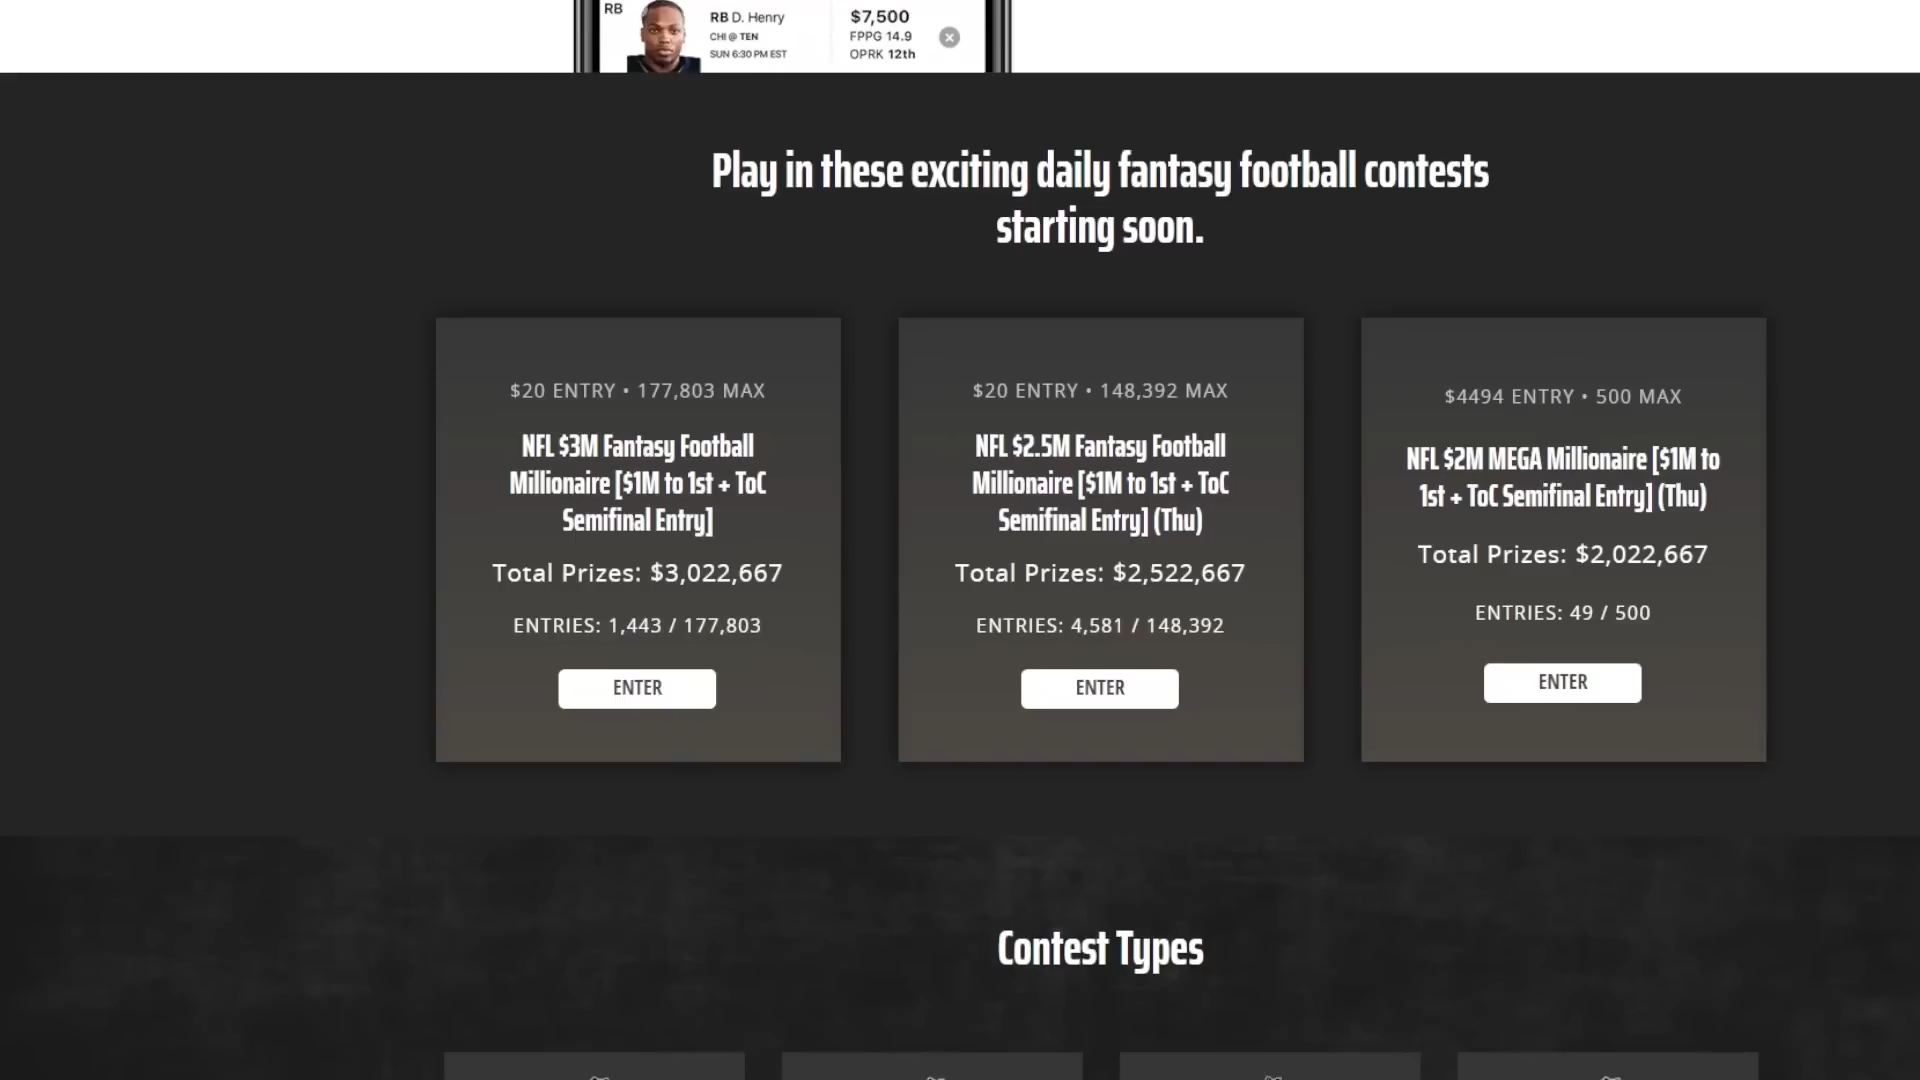 RB
RB D. Henry
CHI @ TEN
SUN 6:30 PM EST
$7,500
FPPG 14.9
OPRK 12th
Play in these exciting daily fantasy football contests
starting soon.
$20 ENTRY • 177,803 MAX
NFL $3M Fantasy Football
Millionaire [$1M to 1st + ToC
Semifinal Entry]
Total Prizes: $3,022,667
ENTRIES: 1,443 / 177,803
ENTER
$20 ENTRY • 148,392 MAX
NFL $2.5M Fantasy Football
Millionaire [$1M to 1st + ToC
Semifinal Entry] (Thu)
Total Prizes: $2,522,667
ENTRIES: 4,581 / 148,392
ENTER
$4494 ENTRY • 500 MAX
NFL $2M MEGA Millionaire [$1M to
1st + ToC Semifinal Entry] (Thu)
Total Prizes: $2,022,667
ENTRIES: 49 / 500
ENTER
Contest Types